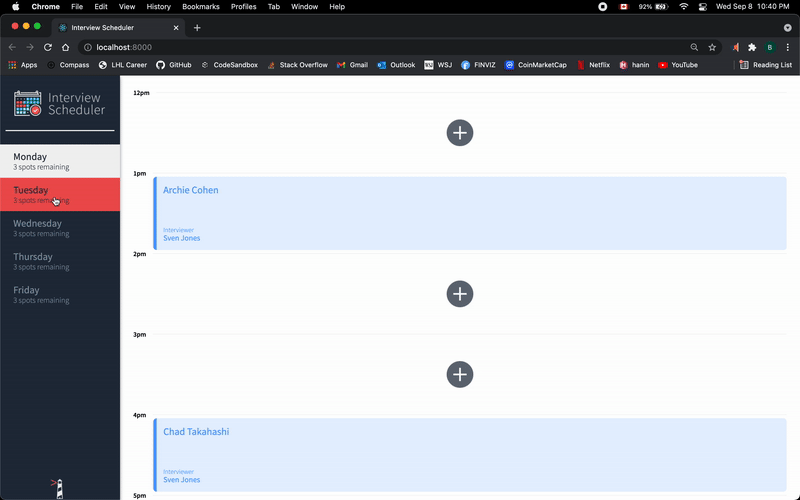 Chrome File Edit View History Bookmarks Profiles Tab Window Help 92% Wed Sep 8 10:40 PM
Interview Scheduler
localhost:8000
B
Apps Compass LHL Career GitHub CodeSandbox Stack Overflow Gmail Outlook WSJ WSJ FINVIZ CoinMarketCap Netflix hanin YouTube Reading List
Interview
Scheduler
Monday
3 spots remaining
Tuesday
3 spots remaining
Wednesday
3 spots remaining
Thursday
3 spots remaining
Friday
3 spots remaining
12pm
1pm
Archie Cohen
Interviewer
Sven Jones
2pm
3pm
4pm
Chad Takahashi
Interviewer
Sven Jones
5pm